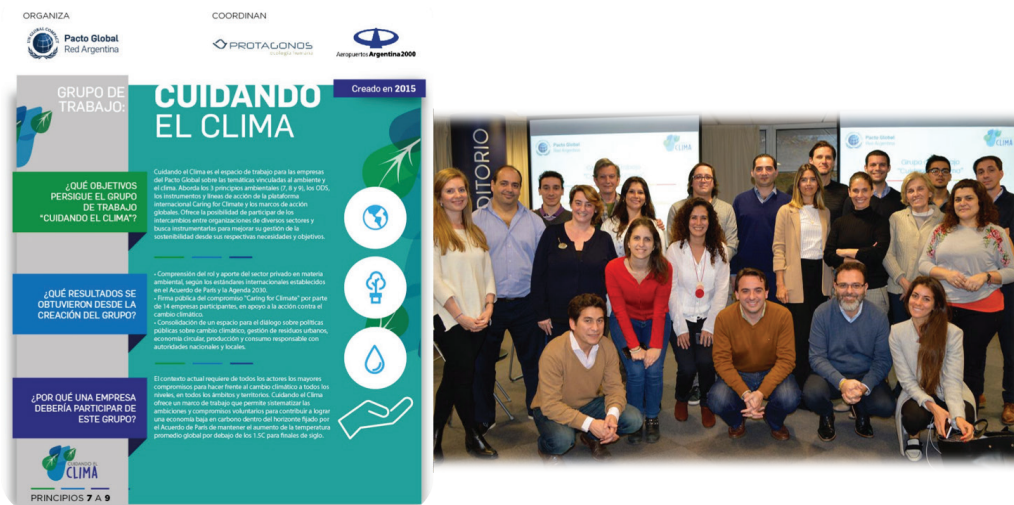 ORGANIZA
COORDINAN
Pacto Global
Red Argentina
PROTAGONOS
Aeropuertos Argentina 2000
GRUPO DE
TRABAJO:
CUIDANDO
EL CLIMA
Creado en 2015
¿QUÉ OBJETIVOS
PERSIGUE EL GRUPO
DE TRABAJO
"CUIDANDO EL CLIMA"?
Cuidando el Clima es el espacio de trabajo para las empresas
del Pacto Global sobre las temáticas vinculadas al ambiente y
el clima. Aborda los 3 principios ambientales (7, 8 y 9), los ODS,
los instrumentos y líneas de acción de la plataforma
internacional Caring for Climate y los marcos de acción
globales. Ofrece la posibilidad de participar de los
intercambios entre organizaciones de diversos sectores y
busca instrumentarlas para mejorar su gestión de la
sostenibilidad desde sus respectivas necesidades y objetivos.
¿QUÉ RESULTADOS SE
OBTUVIERON DESDE LA
CREACIÓN DEL GRUPO?
• Comprensión del rol y aporte del sector privado en materia
ambiental, según los estándares internacionales establecidos
en el Acuerdo de París y la Agenda 2030.
• Firma pública del compromiso "Caring for Climate" por parte
de 14 empresas participantes, en apoyo a la acción contra el
cambio climático.
• Consolidación de un espacio para el diálogo sobre políticas
públicas sobre cambio climático, gestión de residuos urbanos,
economía circular, producción y consumo responsable con
autoridades nacionales y locales.
¿POR QUÉ UNA EMPRESA
DEBERÍA PARTICIPAR DE
ESTE GRUPO?
El contexto actual requiere de todos los actores los mayores
compromisos para hacer frente al cambio climático a todos los
niveles, en todos los ámbitos y territorios. Cuidando el Clima
ofrece un marco de trabajo que permite sistematizar las
ambiciones y compromisos voluntarios para contribuir a lograr
una economía baja en carbono dentro del horizonte fijado por
el Acuerdo de París de mantener el aumento de la temperatura
promedio global por debajo de los 1.5C para finales de siglo.
CUIDANDO EL
CLIMA
PRINCIPIOS 7 A 9
DITORIO
Pacto Global
Red Argentina
CLIMA
Pacto Global
Red Argentina
CLIMA